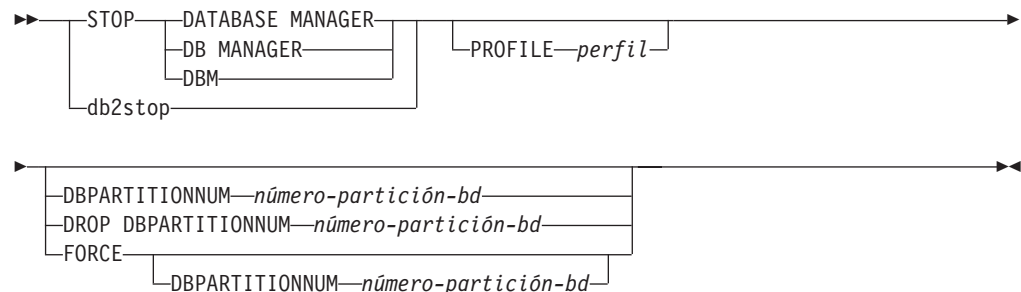 STOP DATABASE MANAGER
DB MANAGER
DBM
PROFILE perfil
db2stop
DBPARTITIONNUM número-partición-bd
DROP DBPARTITIONNUM número-partición-bd
FORCE
DBPARTITIONNUM número-partición-bd